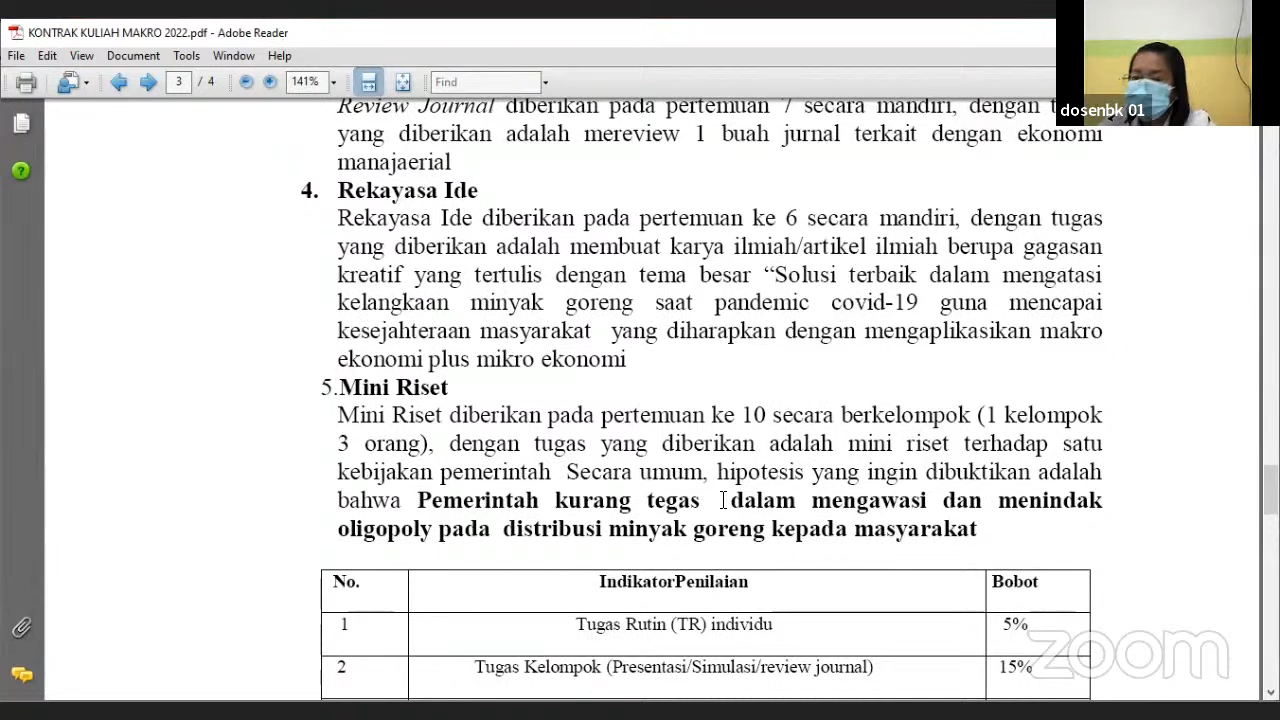 KONTRAK KULIAH MAKRO 2022.pdf - Adobe Reader
File Edit View Document Tools Window Help
3 / 4 141% Find
dosenbk 01
Review Journal diberikan pada pertemuan 7 secara mandiri, dengan
yang diberikan adalah mereview 1 buah jurnal terkait dengan ekonomi
manajaerial
4. Rekayasa Ide
Rekayasa Ide diberikan pada pertemuan ke 6 secara mandiri, dengan tugas
yang diberikan adalah membuat karya ilmiah/artikel ilmiah berupa gagasan
kreatif yang tertulis dengan tema besar “Solusi terbaik dalam mengatasi
kelangkaan minyak goreng saat pandemic covid-19 guna mencapai
kesejahteraan masyarakat yang diharapkan dengan mengaplikasikan makro
ekonomi plus mikro ekonomi
5.Mini Riset
Mini Riset diberikan pada pertemuan ke 10 secara berkelompok (1 kelompok
3 orang), dengan tugas yang diberikan adalah mini riset terhadap satu
kebijakan pemerintah Secara umum, hipotesis yang ingin dibuktikan adalah
bahwa Pemerintah kurang tegas dalam mengawasi dan menindak
oligopoly pada distribusi minyak goreng kepada masyarakat
No. IndikatorPenilaian Bobot
1 Tugas Rutin (TR) individu 5%
2 Tugas Kelompok (Presentasi/Simulasi/review journal) 15%
zoom